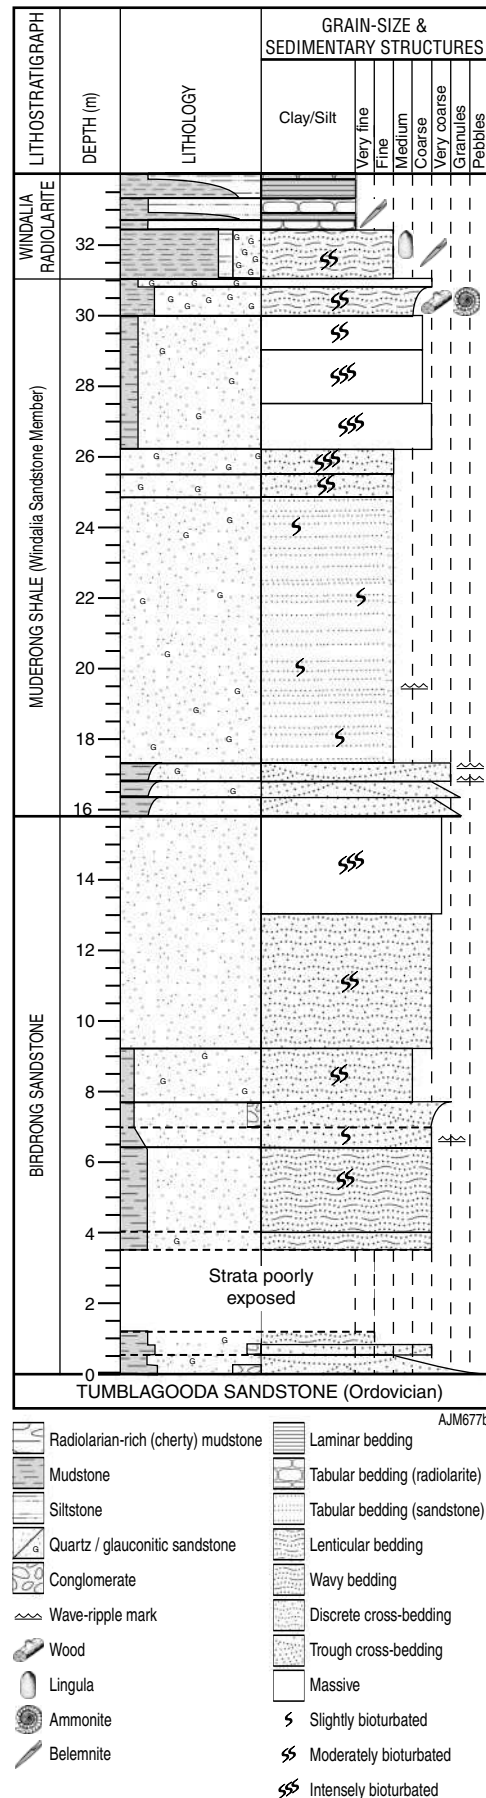 GRAIN-SIZE &
SEDIMENTARY STRUCTURES
LITHOSTRATIGRAPH
DEPTH (m)
LITHOLOGY
Clay/Silt
Very fine
Fine
Medium
Coarse
Very coarse
Granules
Pebbles
WINDALIA
RADIOLARITE
MUDERONG SHALE (Windalia Sandstone Member)
BIRDRONG SANDSTONE
32
30
28
26
24
22
20
18
16
14
12
10
8
6
4
2
0
G
Strata poorly
exposed
TUMBLAGOODA SANDSTONE (Ordovician)
AJM677b
Radiolarian-rich (cherty) mudstone
Mudstone
Siltstone
G Quartz / glauconitic sandstone
Conglomerate
Wave-ripple mark
Wood
Lingula
Ammonite
Belemnite
Laminar bedding
Tabular bedding (radiolarite)
Tabular bedding (sandstone)
Lenticular bedding
Wavy bedding
Discrete cross-bedding
Trough cross-bedding
Massive
Slightly bioturbated
Moderately bioturbated
Intensely bioturbated